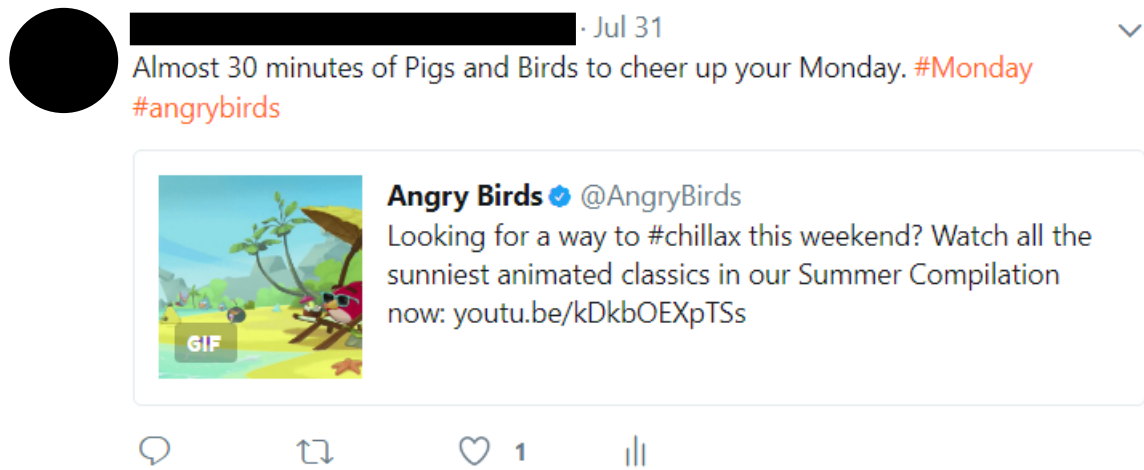 · Jul 31
Almost 30 minutes of Pigs and Birds to cheer up your Monday. #Monday
#angrybirds
Angry Birds @AngryBirds
Looking for a way to #chillax this weekend? Watch all the
sunniest animated classics in our Summer Compilation
now: youtu.be/kDkbOEXpTSs
GIF
1